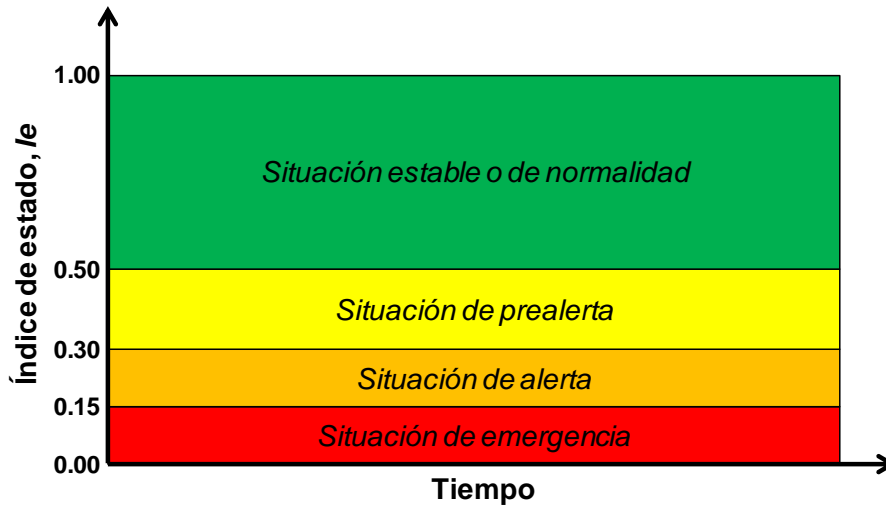 Índice de estado, Ie
1.00
Situación estable o de normalidad
0.50
Situación de prealerta
0.30
Situación de alerta
0.15
Situación de emergencia
0.00
Tiempo